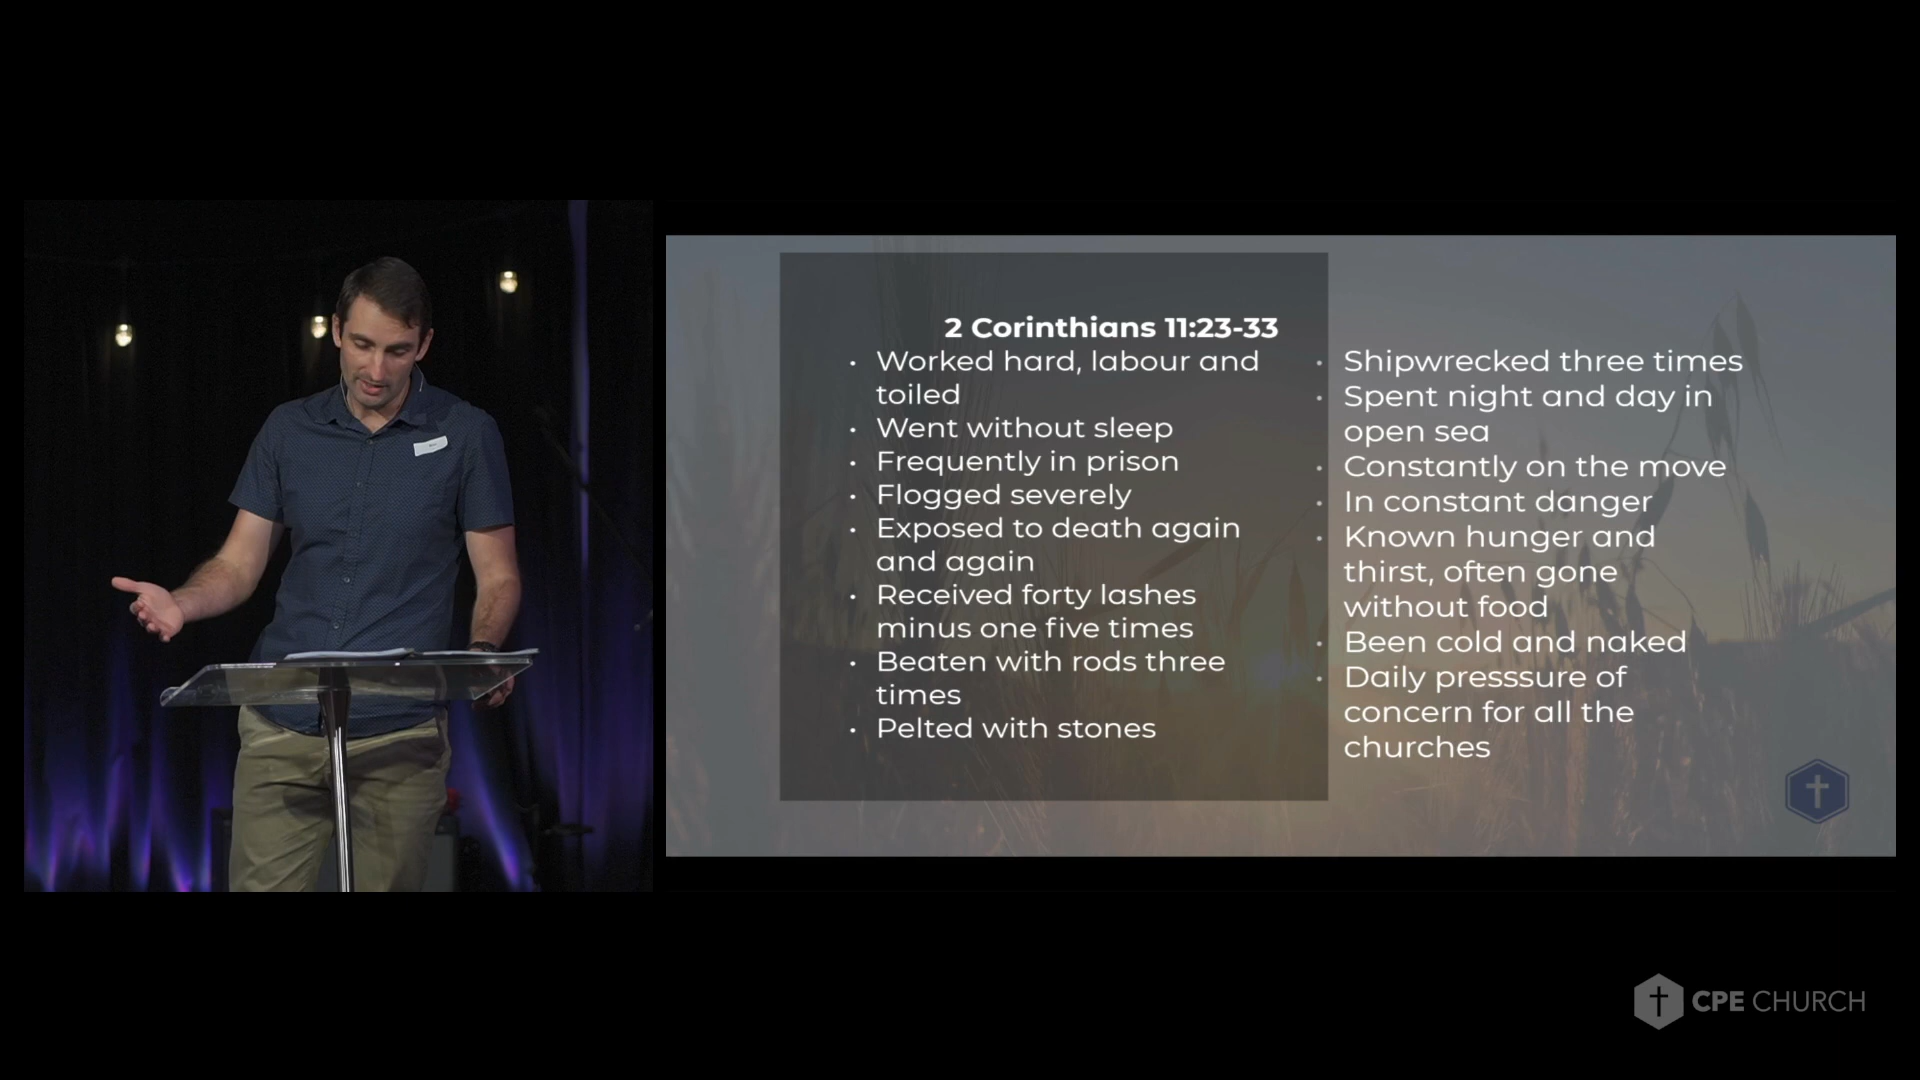 2 Corinthians 11:23-33
• Worked hard, labour and
toiled
• Went without sleep
• Frequently in prison
• Flogged severely
• Exposed to death again
and again
• Received forty lashes
minus one five times
• Beaten with rods three
times
• Pelted with stones
• Shipwrecked three times
• Spent night and day in
open sea
• Constantly on the move
• In constant danger
• Known hunger and
thirst, often gone
without food
• Been cold and naked
• Daily presssure of
concern for all the
churches
CPE CHURCH